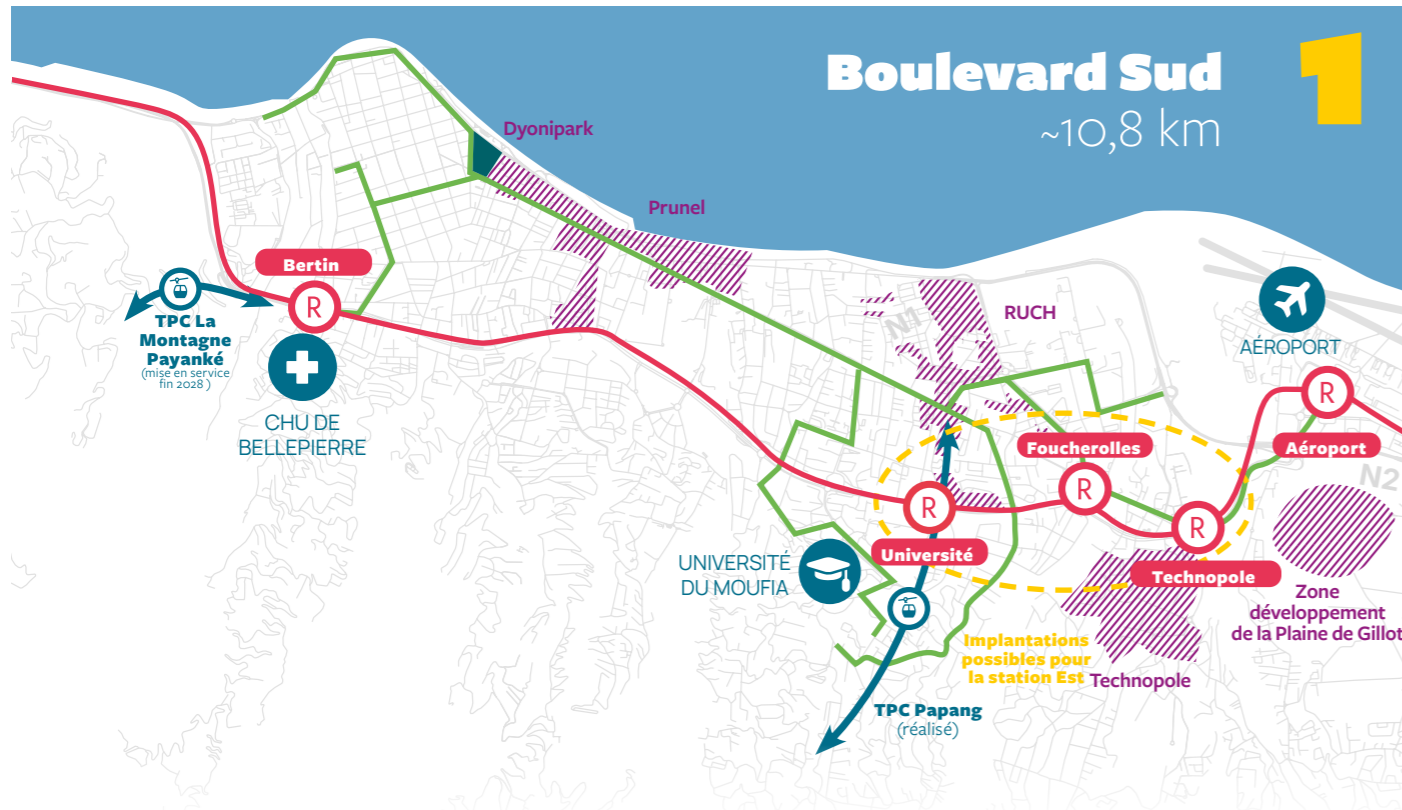 Boulevard Sud
~10,8 km
1
Dyonipark
Prunel
Bertin
R
TPC La
Montagne
Payanké
(mise en service
fin 2028 )
CHU DE
BELLEPIERRE
N1
RUCH
AÉROPORT
R
Aéroport
N2
Foucherolles
R
R
Université
R
Technopole
UNIVERSITÉ
DU MOUFIA
Zone
développement
de la Plaine de Gillot
Implantations
possibles pour
la station Est
Technopole
TPC Papang
(réalisé)